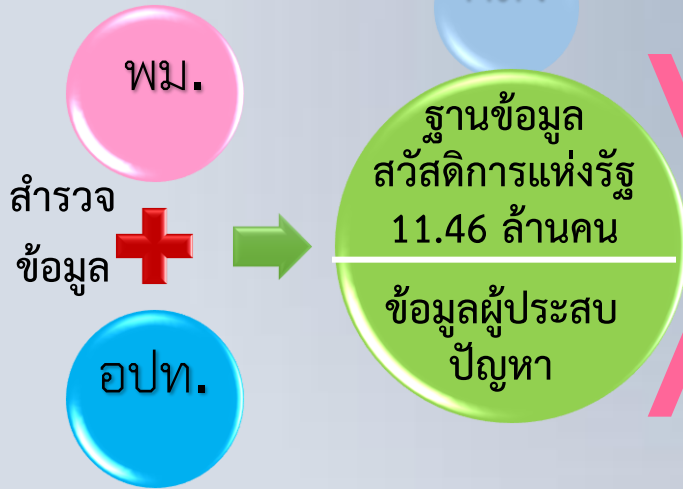 พม.
สำรวจ
ข้อมูล
อปท.
ฐานข้อมูล
สวัสดิการแห่งรัฐ
11.46 ล้านคน
ข้อมูลผู้ประสบ
ปัญหา